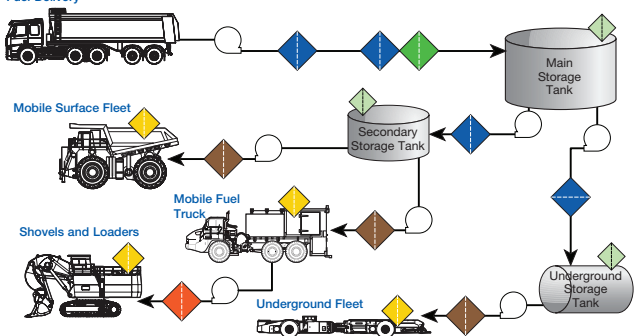 Fuel Delivery
Main
Storage
Tank
Mobile Surface Fleet
Secondary
Storage Tank
Mobile Fuel
Truck
Shovels and Loaders
Underground
Storage
Tank
Underground Fleet